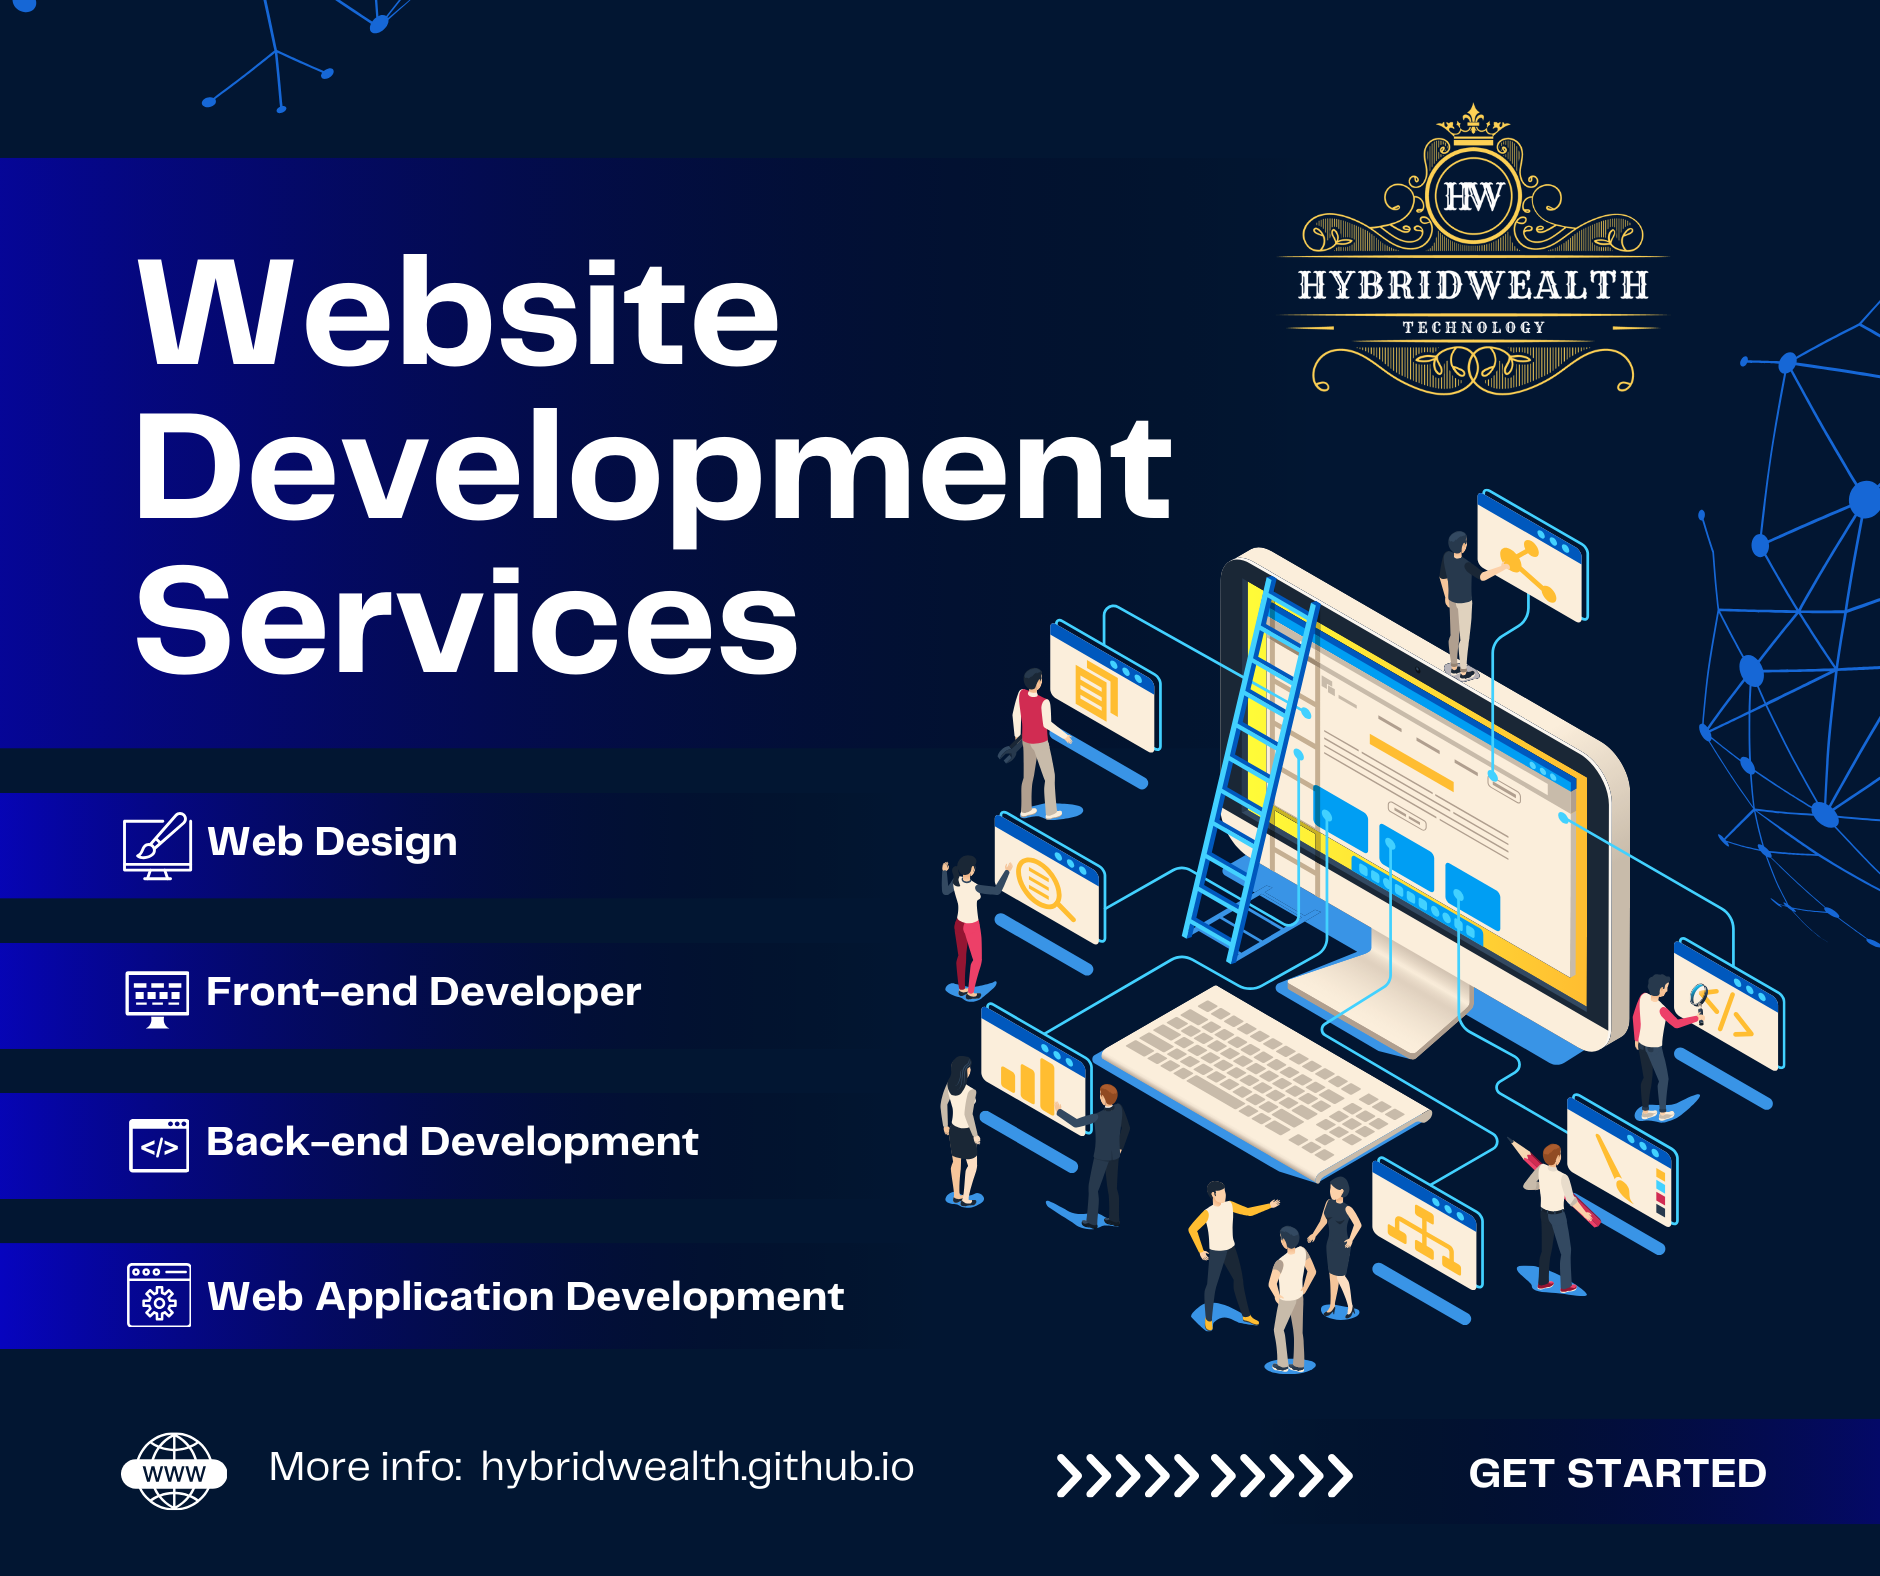 HW
HYBRIDWEALTH
TECHNOLOGY
Website
Development
Services
Web Design
Front-end Developer
</>
Back-end Development
Web Application Development
</>
WWW
More info: hybridwealth.github.io
GET STARTED